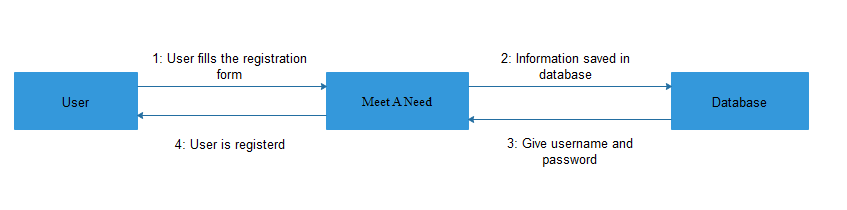 1: User fills the registration
form
2: Information saved in
database
User
Meet A Need
Database
4: User is registerd
3: Give username and
password